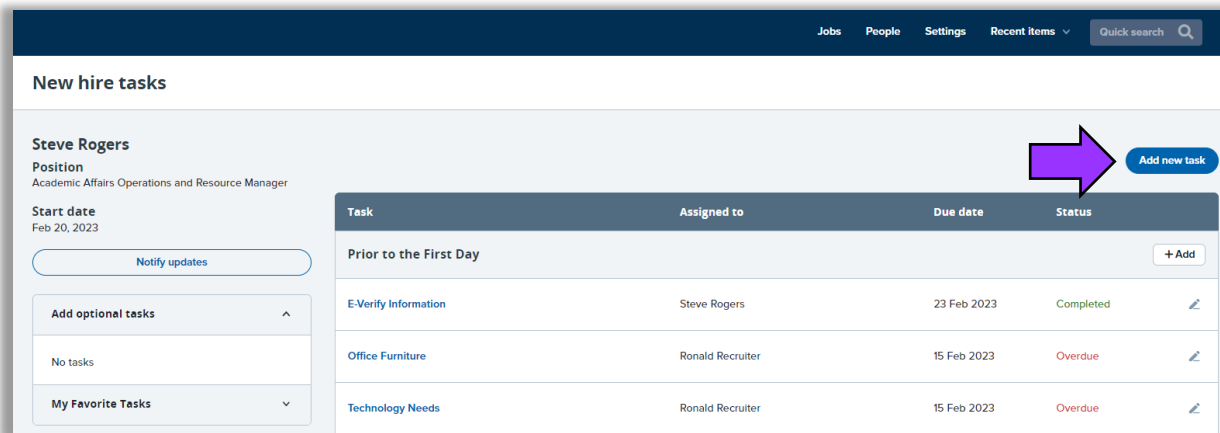 Jobs People Settings Recent items Quick search
New hire tasks
Steve Rogers
Position
Academic Affairs Operations and Resource Manager
Start date
Feb 20, 2023
Notify updates
Add optional tasks
No tasks
My Favorite Tasks
Add new task
Task Assigned to Due date Status
Prior to the First Day +Add
E-Verify Information Steve Rogers 23 Feb 2023 Completed
Office Furniture Ronald Recruiter 15 Feb 2023 Overdue
Technology Needs Ronald Recruiter 15 Feb 2023 Overdue